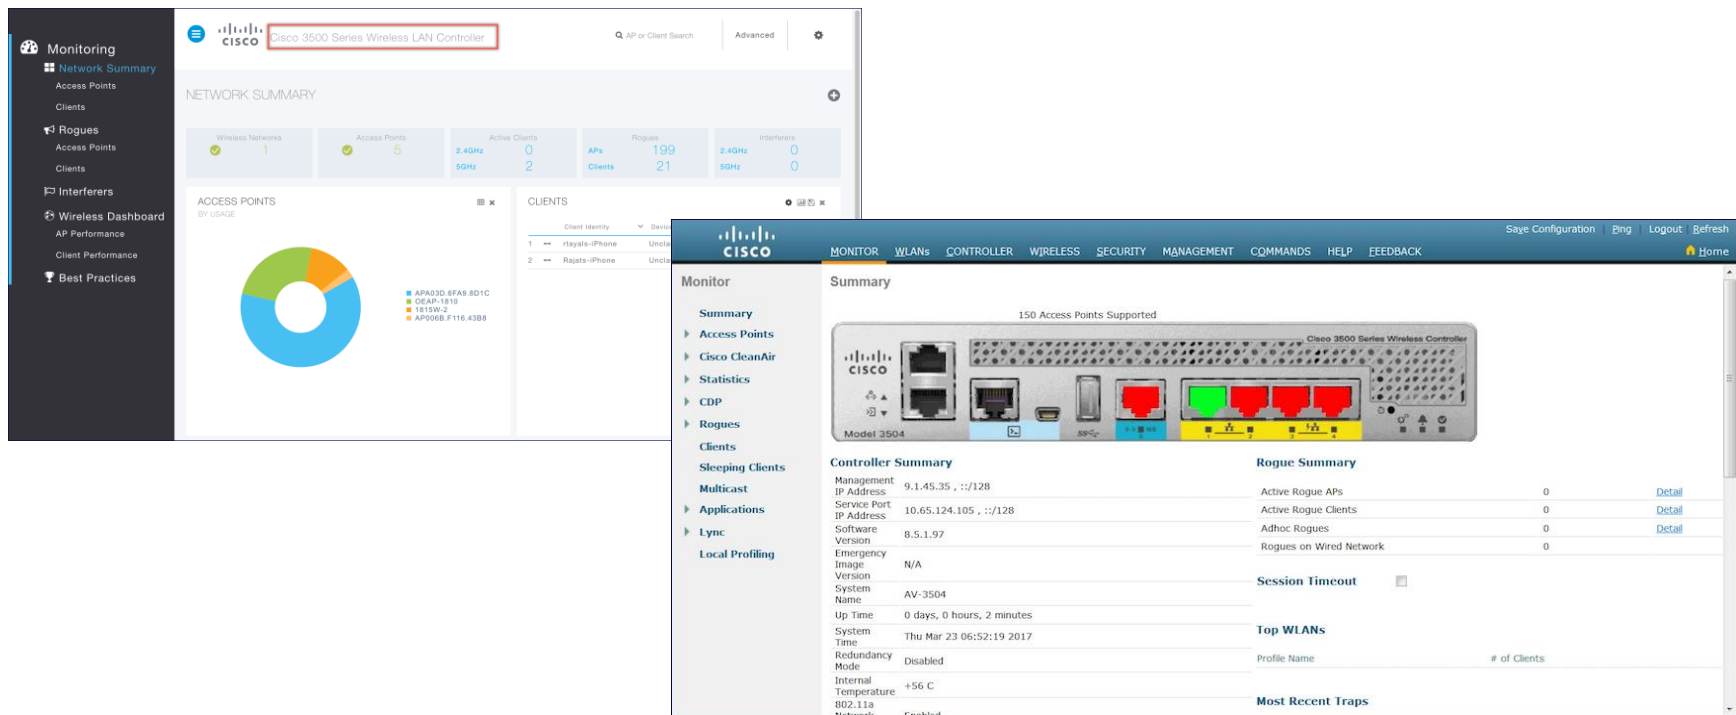 Monitoring
Network Summary
Access Points
Clients
Rogues
Access Points
Clients
Interferers
Wireless Dashboard
AP Performance
Client Performance
Best Practices
CISCO
Cisco 3500 Series Wireless LAN Controller
AP or Client Search
Advanced
NETWORK SUMMARY
Wireless Networks
1
Access Points
5
Active Clients
2.4GHz 0
5GHz 2
Rogues
APs 199
Clients 21
Interferers
2.4GHz 0
5GHz 0
ACCESS POINTS
BY USAGE
APA03D.6FA9.8D1C
OEAP-1810
1815W-2
AP006B.F116.43B8
CLIENTS
Client Identity
1 rtayals-iPhone Uncla
2 Rajats-iPhone Uncla
CISCO
Save Configuration Ping Logout Refresh
MONITOR WLANs CONTROLLER WIRELESS SECURITY MANAGEMENT COMMANDS HELP FEEDBACK Home
Monitor
Summary
Access Points
Cisco CleanAir
Statistics
CDP
Rogues
Clients
Sleeping Clients
Multicast
Applications
Lync
Local Profiling
Summary
150 Access Points Supported
Cisco 3500 Series Wireless Controller
CISCO
Model 3504
1 2 3 4
Controller Summary
Management IP Address 9.1.45.35 , ::/128
Service Port IP Address 10.65.124.105 , ::/128
Software Version 8.5.1.97
Emergency Image Version N/A
System Name AV-3504
Up Time 0 days, 0 hours, 2 minutes
System Time Thu Mar 23 06:52:19 2017
Redundancy Mode Disabled
Internal Temperature +56 C
802.11a
Rogue Summary
Active Rogue APs 0 Detail
Active Rogue Clients 0 Detail
Adhoc Rogues 0 Detail
Rogues on Wired Network 0
Session Timeout
Top WLANs
Profile Name # of Clients
Most Recent Traps